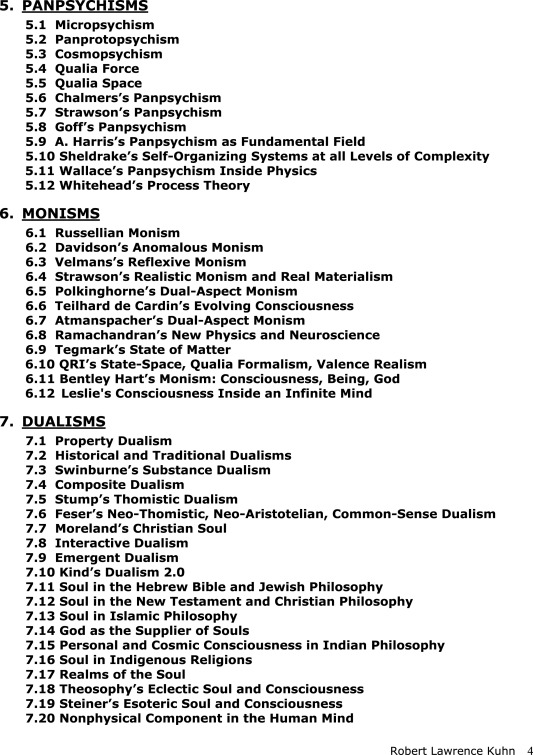 5. PANPSYCHISMS
5.1 Micropsychism
5.2 Panprotopsychism
5.3 Cosmopsychism
5.4 Qualia Force
5.5 Qualia Space
5.6 Chalmers’s Panpsychism
5.7 Strawson’s Panpsychism
5.8 Goff’s Panpsychism
5.9 A. Harris’s Panpsychism as Fundamental Field
5.10 Sheldrake’s Self-Organizing Systems at all Levels of Complexity
5.11 Wallace’s Panpsychism Inside Physics
5.12 Whitehead’s Process Theory
6. MONISMS
6.1 Russellian Monism
6.2 Davidson’s Anomalous Monism
6.3 Velmans’s Reflexive Monism
6.4 Strawson’s Realistic Monism and Real Materialism
6.5 Polkinghorne’s Dual-Aspect Monism
6.6 Teilhard de Cardin’s Evolving Consciousness
6.7 Atmanspacher’s Dual-Aspect Monism
6.8 Ramachandran’s New Physics and Neuroscience
6.9 Tegmark’s State of Matter
6.10 QRI’s State-Space, Qualia Formalism, Valence Realism
6.11 Bentley Hart’s Monism: Consciousness, Being, God
6.12 Leslie's Consciousness Inside an Infinite Mind
7. DUALISMS
7.1 Property Dualism
7.2 Historical and Traditional Dualisms
7.3 Swinburne’s Substance Dualism
7.4 Composite Dualism
7.5 Stump’s Thomistic Dualism
7.6 Feser’s Neo-Thomistic, Neo-Aristotelian, Common-Sense Dualism
7.7 Moreland’s Christian Soul
7.8 Interactive Dualism
7.9 Emergent Dualism
7.10 Kind’s Dualism 2.0
7.11 Soul in the Hebrew Bible and Jewish Philosophy
7.12 Soul in the New Testament and Christian Philosophy
7.13 Soul in Islamic Philosophy
7.14 God as the Supplier of Souls
7.15 Personal and Cosmic Consciousness in Indian Philosophy
7.16 Soul in Indigenous Religions
7.17 Realms of the Soul
7.18 Theosophy’s Eclectic Soul and Consciousness
7.19 Steiner’s Esoteric Soul and Consciousness
7.20 Nonphysical Component in the Human Mind
Robert Lawrence Kuhn 4